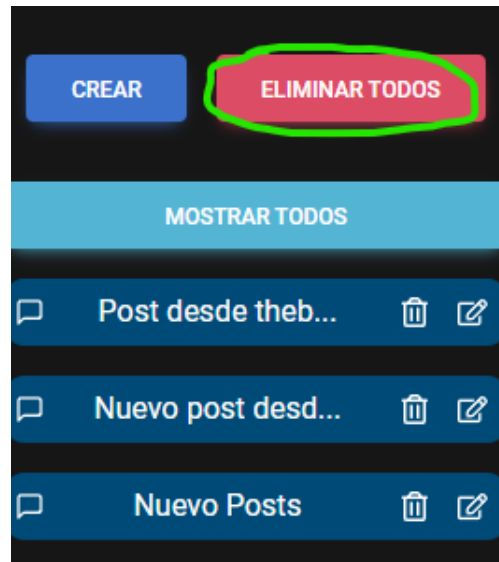 CREAR ELIMINAR TODOS
MOSTRAR TODOS
Post desde theb...
Nuevo post desd...
Nuevo Posts